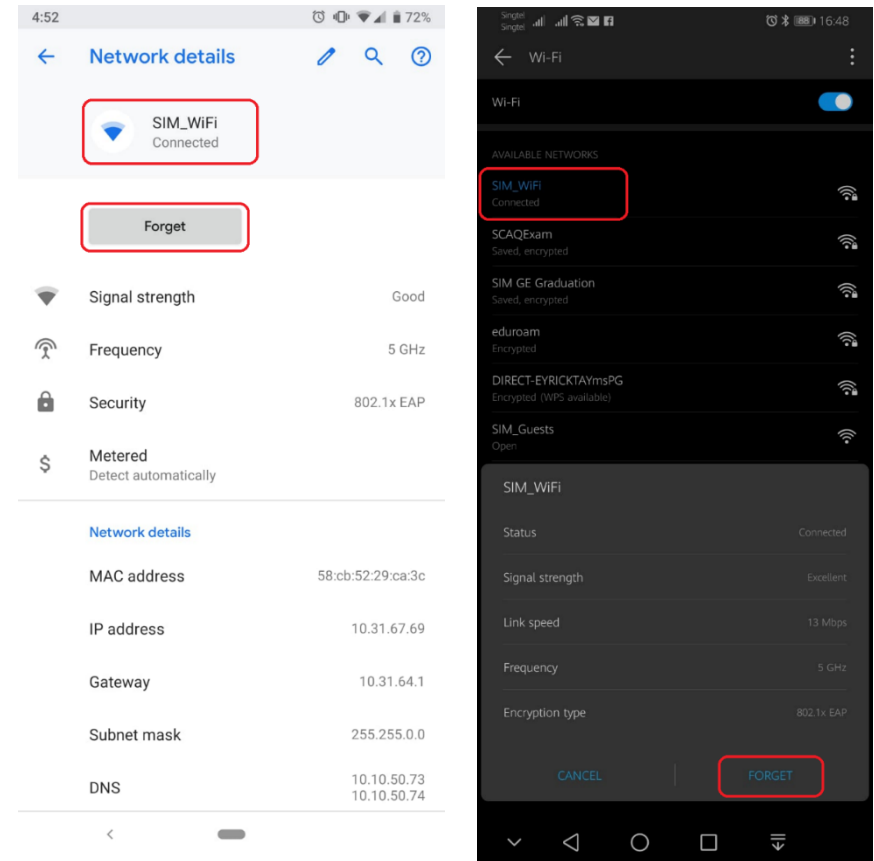 4:52
72%
Network details
SIM_WiFi
Connected
Forget
Signal strength Good
Frequency 5 GHz
Security 802.1x EAP
$
Metered
Detect automatically
Network details
MAC address 58:cb:52:29:ca:3c
IP address 10.31.67.69
Gateway 10.31.64.1
Subnet mask 255.255.0.0
DNS 10.10.50.73
10.10.50.74
Singtel
Singtel
88 16:48
Wi-Fi
Wi-Fi
AVAILABLE NETWORKS
SIM_WiFi
Connected
SCAQExam
Saved, encrypted
SIM GE Graduation
Saved, encrypted
eduroam
Encrypted
DIRECT-EYRICKTAYmsPG
Encrypted (WPS available)
SIM_Guests
Open
SIM_WiFi
Status Connected
Signal strength Excellent
Link speed 13 Mbps
Frequency 5 GHz
Encryption type 802.1x EAP
CANCEL FORGET